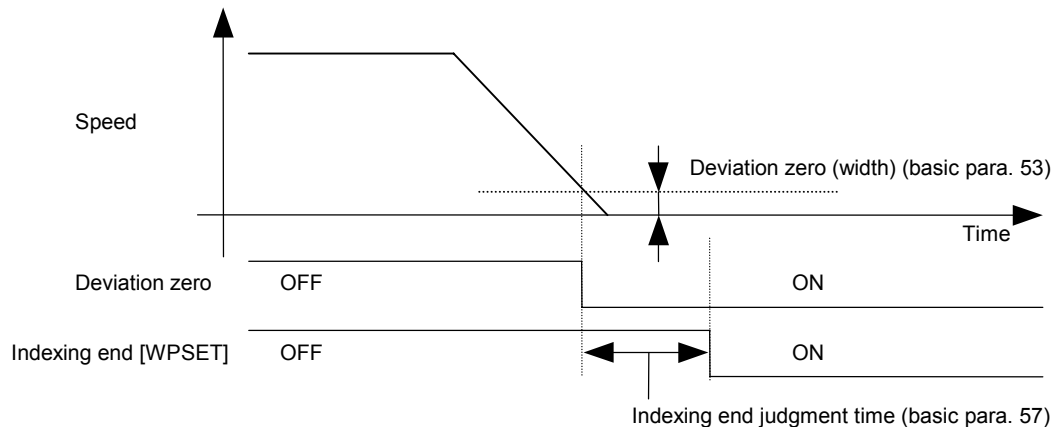 Speed
Deviation zero (width) (basic para. 53)
Time
Deviation zero OFF ON
Indexing end [WPSET] OFF ON
Indexing end judgment time (basic para. 57)